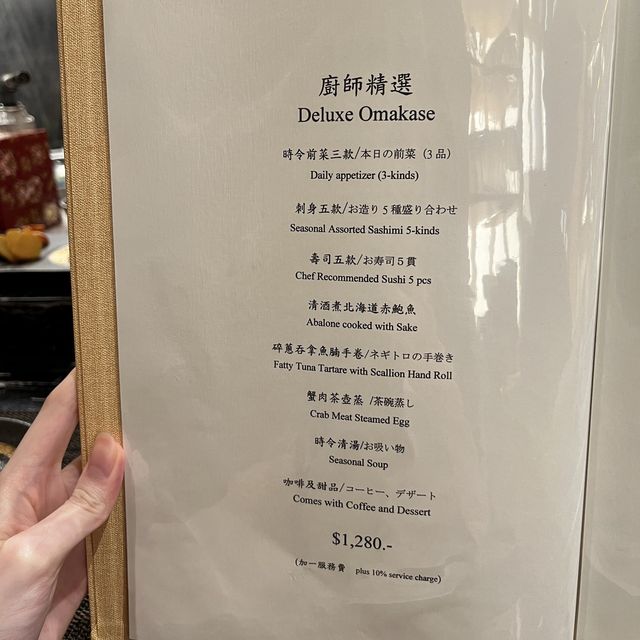 廚師精選
Deluxe Omakase
時令前菜三款/本日の前菜（3品）
Daily appetizer (3-kinds)
刺身五款/お造り5種盛り合わせ
Seasonal Assorted Sashimi 5-kinds
壽司五款/お寿司5貫
Chef Recommended Sushi 5 pcs
清酒煮北海道赤鮑魚
Abalone cooked with Sake
碎蔥吞拿魚腩手卷/ネギトロの手巻き
Fatty Tuna Tartare with Scallion Hand Roll
蟹肉茶壺蒸 /茶碗蒸し
Crab Meat Steamed Egg
時令清湯/お吸い物
Seasonal Soup
咖啡及甜品/コーヒー、デザート
Comes with Coffee and Dessert
$1,280.-
(加一服務費 plus 10% service charge)